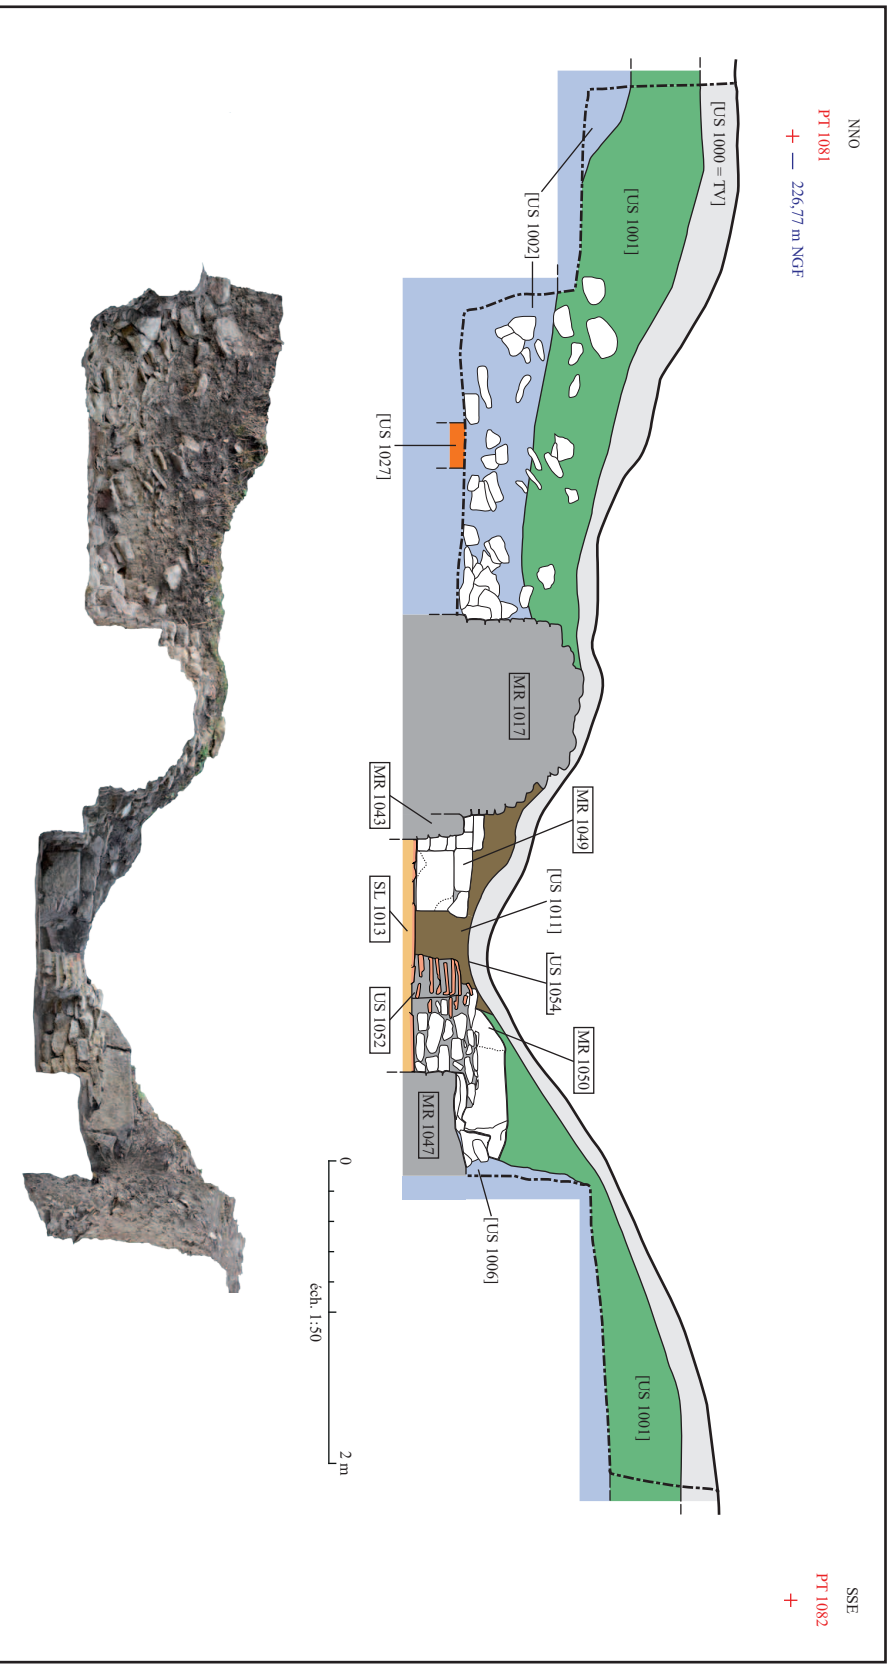 NNO
PT 1081
226,77 m NGF
SSE
PT 1082
[US 1000 = TV]
[US 1001]
[US 1002]
[US 1027]
MR 1017
MR 1043
MR 1049
SL 1013
[US 1011]
US 1054
US 1052
MR 1050
MR 1047
[US 1006]
[US 1001]
0
2 m
éch. 1:50